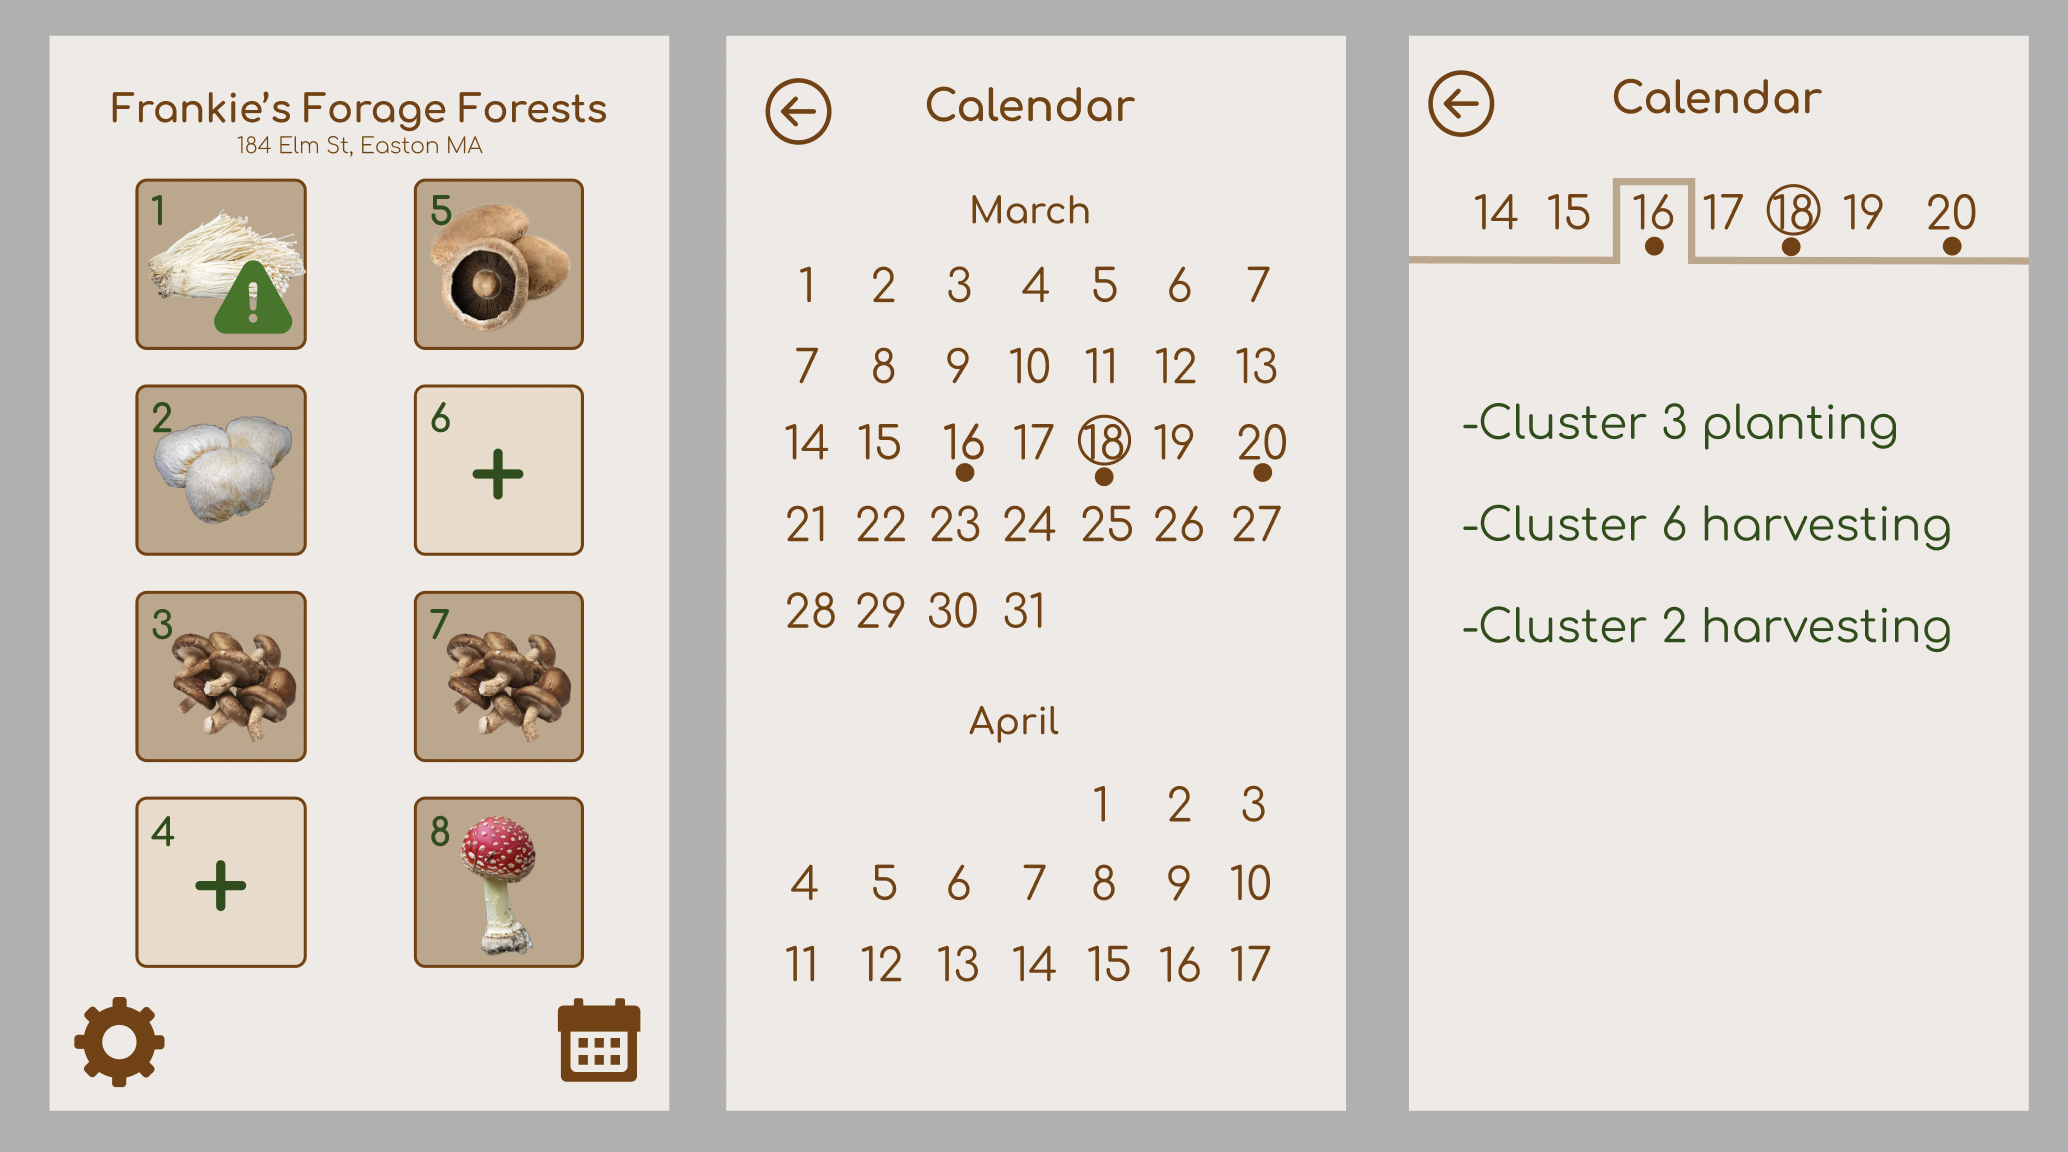 Frankie's Forage Forests
184 Elm St, Easton MA
1
5
2
6
3
7
4
8
Calendar
March
1 2 3 4 5 6 7
7 8 9 10 11 12 13
14 15 16 17 18 19 20
21 22 23 24 25 26 27
28 29 30 31
April
1 2 3
4 5 6 7 8 9 10
11 12 13 14 15 16 17
Calendar
14 15 16 17 18 19 20
-Cluster 3 planting
-Cluster 6 harvesting
-Cluster 2 harvesting